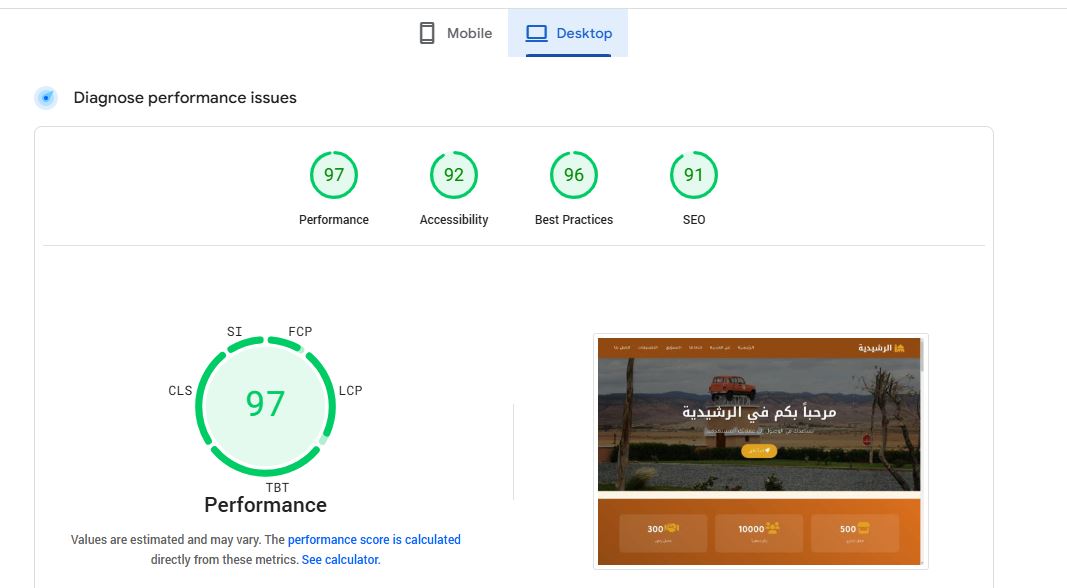 Mobile
Desktop
Diagnose performance issues
97
92
96
91
Performance
Accessibility
Best Practices
SEO
SI
FCP
CLS
LCP
97
TBT
Performance
Values are estimated and may vary. The performance score is calculated
directly from these metrics. See calculator.
الرشيدية
الرئيسية
مرحباً بكم في الرشيدية
300
10000
500